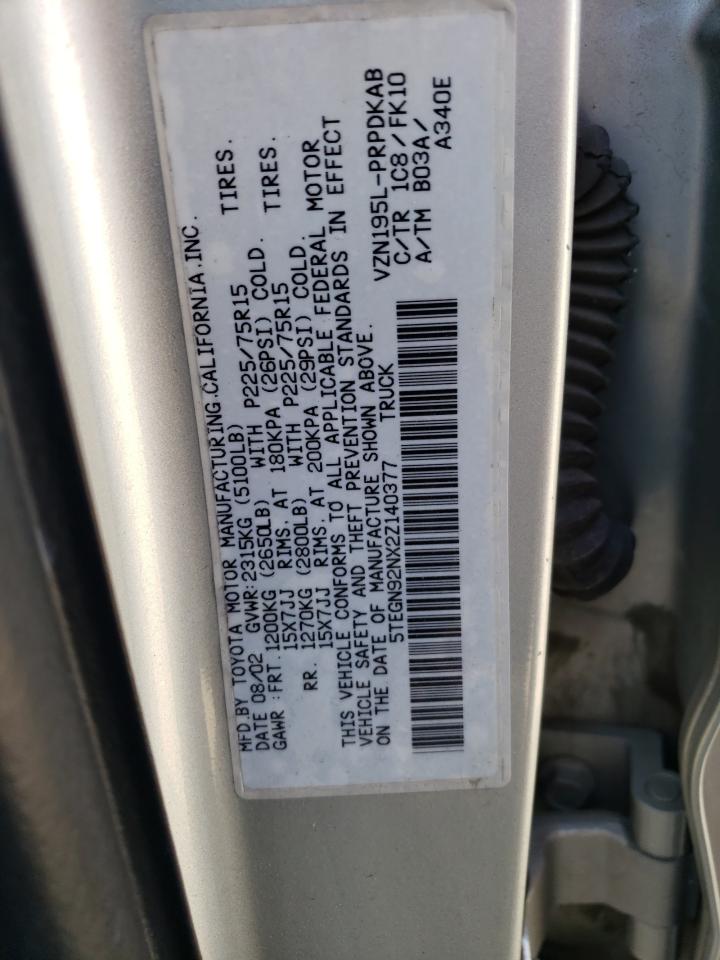 MFD.BY TOYOTA MOTOR MANUFACTURING.CALIFORNIA.INC.
DATE 08/02 GVWR:2315KG (5100LB)
GAWR :FRT.1200KG (2650LB) WITH P225/75R15 TIRES.
15X7JJ RIMS. AT 180KPA (26PSI) COLD.
RR. 1270KG (2800LB) WITH P225/75R15 TIRES.
15X7JJ RIMS. AT 200KPA (29PSI) COLD.
THIS VEHICLE CONFORMS TO ALL APPLICABLE FEDERAL MOTOR
VEHICLE SAFETY AND THEFT PREVENTION STANDARDS IN EFFECT
ON THE DATE OF MANUFACTURE SHOWN ABOVE.
5TEGN92NX2Z140377 TRUCK
VZN195L-PRPDKAB
C/TR 1C8/FK10
A/TM B03A/
A340E